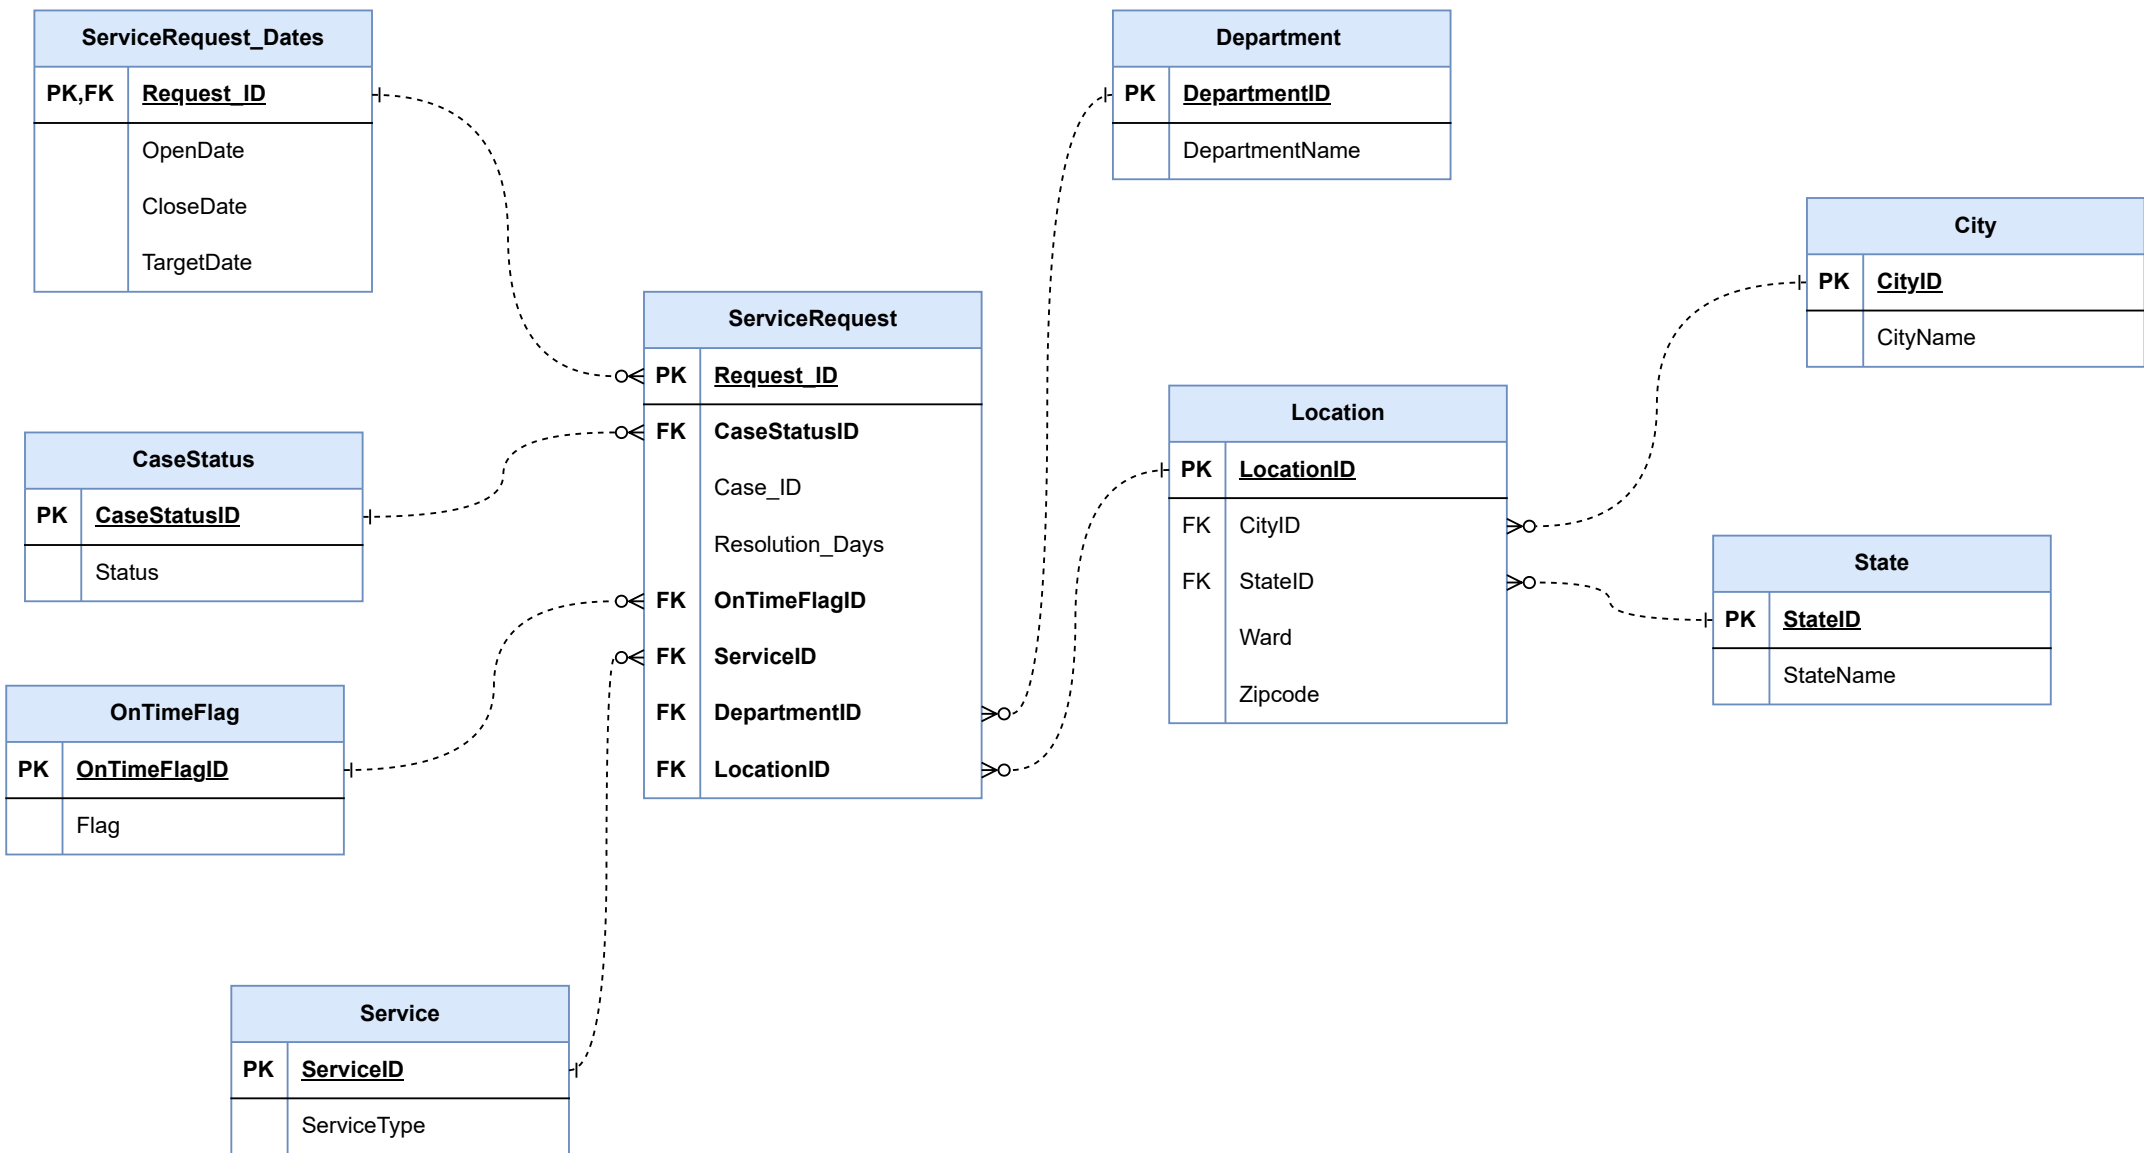 ServiceRequest_Dates
PK,FK Request_ID
OpenDate
CloseDate
TargetDate
Department
PK DepartmentID
DepartmentName
City
PK CityID
CityName
ServiceRequest
PK Request_ID
FK CaseStatusID
Case_ID
Resolution_Days
FK OnTimeFlagID
FK ServiceID
FK DepartmentID
FK LocationID
Location
PK LocationID
FK CityID
FK StateID
Ward
Zipcode
CaseStatus
PK CaseStatusID
Status
State
PK StateID
StateName
OnTimeFlag
PK OnTimeFlagID
Flag
Service
PK ServiceID
ServiceType